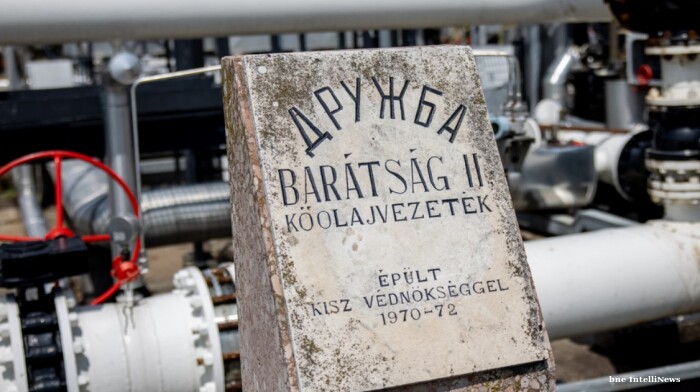 ДРУЖБА
BARÁTSÁG II
KŐOLAJVEZETÉK
ÉPÜLT
KISZ VÉDNÖKSÉGGEL
1970-72
bne IntelliNews